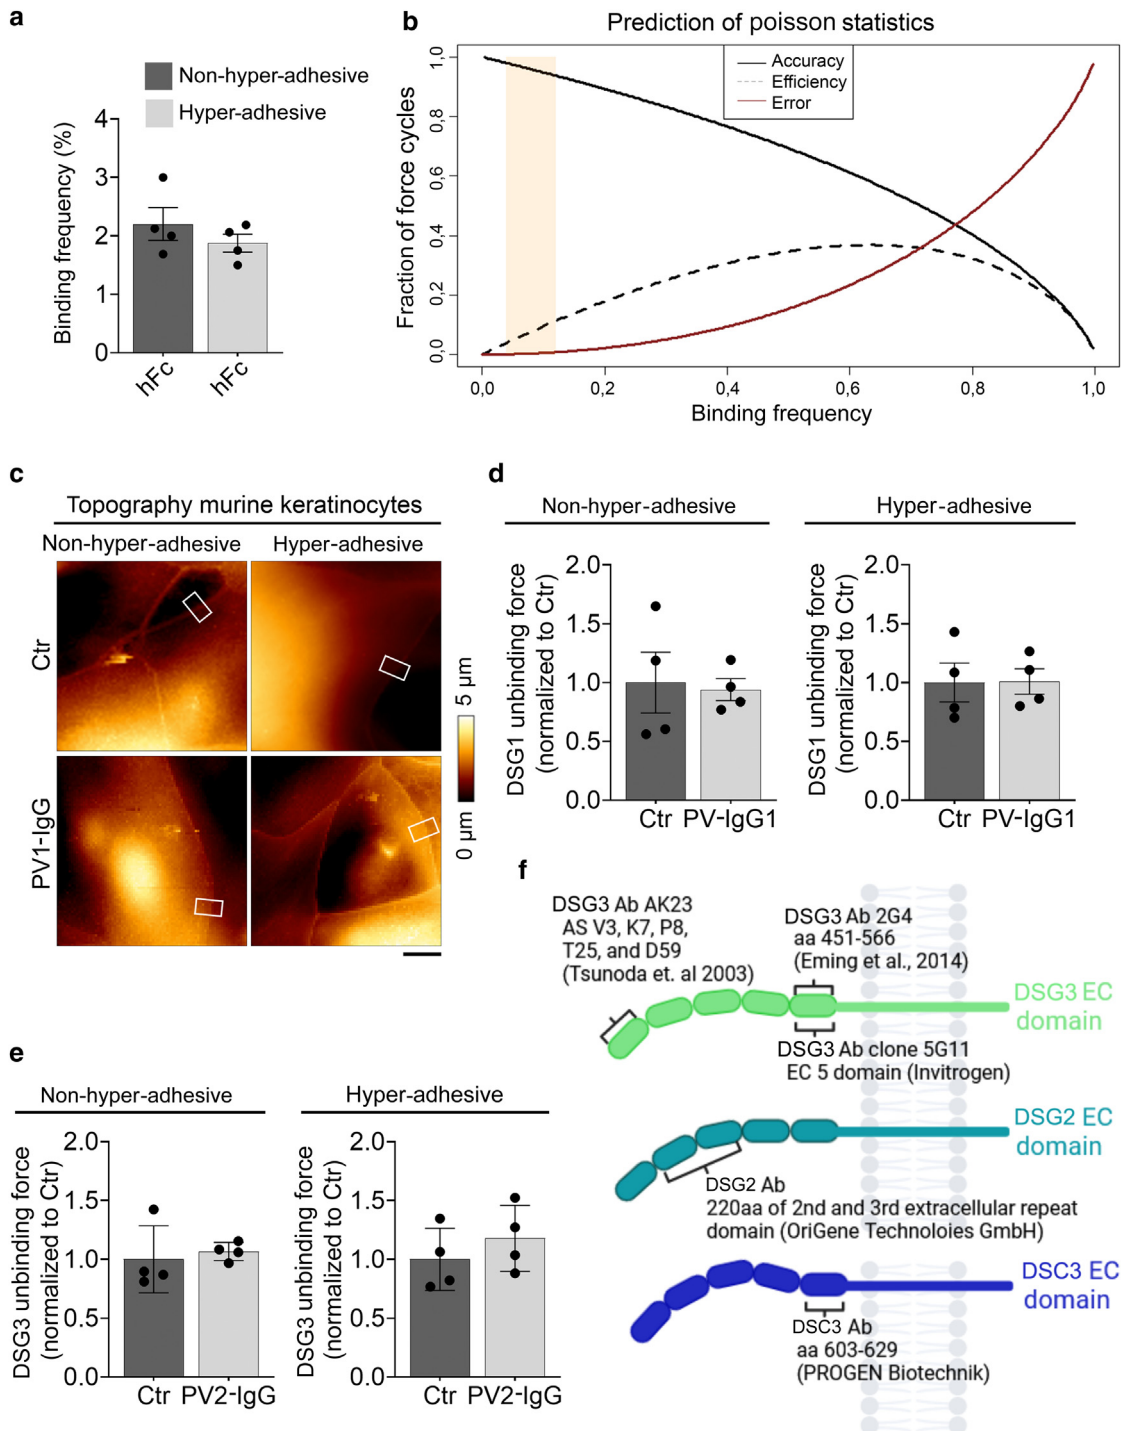 a
Non-hyper-adhesive
Hyper-adhesive
Binding frequency (%)
4
3
2
1
0
hFc
hFc
b
Prediction of poisson statistics
Accuracy
Efficiency
Error
Fraction of force cycles
1,0
0,8
0,6
0,4
0,2
0,0
0,0
0,2
0,4
0,6
0,8
1,0
Binding frequency
c
Topography murine keratinocytes
Non-hyper-adhesive
Hyper-adhesive
Ctr
PV1-IgG
5 µm
0 µm
d
Non-hyper-adhesive
DSG1 unbinding force
(normalized to Ctr)
2.0
1.5
1.0
0.5
0.0
Ctr
PV-IgG1
Hyper-adhesive
DSG1 unbinding force
(normalized to Ctr)
2.0
1.5
1.0
0.5
0.0
Ctr
PV-IgG1
e
Non-hyper-adhesive
DSG3 unbinding force
(normalized to Ctr)
2.0
1.5
1.0
0.5
0.0
Ctr
PV2-IgG
Hyper-adhesive
DSG3 unbinding force
(normalized to Ctr)
2.0
1.5
1.0
0.5
0.0
Ctr
PV2-IgG
f
DSG3 Ab AK23
AS V3, K7, P8,
T25, and D59
(Tsunoda et. al 2003)
DSG3 Ab 2G4
aa 451-566
(Eming et al., 2014)
DSG3 EC
domain
DSG3 Ab clone 5G11
EC 5 domain (Invitrogen)
DSG2 EC
domain
DSG2 Ab
220aa of 2nd and 3rd extracellular repeat
domain (OriGene Technoloies GmbH)
DSC3 EC
domain
DSC3 Ab
aa 603-629
(PROGEN Biotechnik)